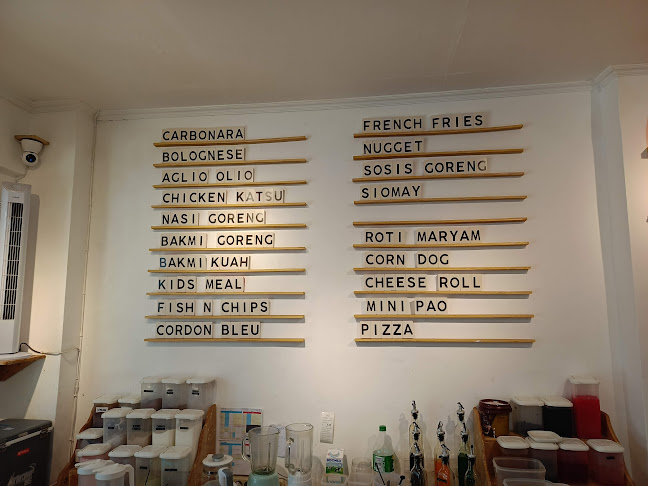 CARBONARA
BOLOGNESE
AGLIO OLIO
CHICKEN KATSU
NASI GORENG
BAKMI GORENG
BAKMI KUAH
KIDS MEAL
FISH N CHIPS
CORDON BLEU
FRENCH FRIES
NUGGET
SOSIS GORENG
SIOMAY
ROTI MARYAM
CORN DOG
CHEESE ROLL
MINI PAO
PIZZA